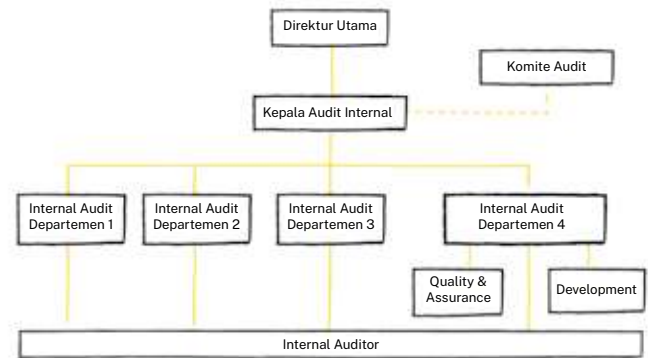 Direktur Utama
Komite Audit
Kepala Audit Internal
Internal Audit
Departemen 1
Internal Audit
Departemen 2
Internal Audit
Departemen 3
Internal Audit
Departemen 4
Quality &
Assurance
Development
Internal Auditor